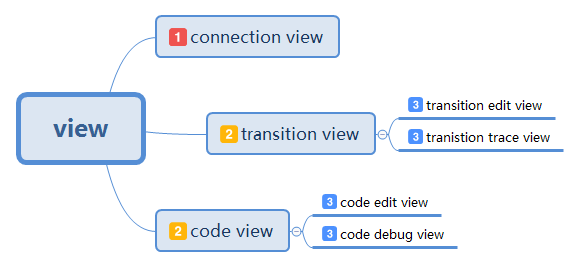 view
1 connection view
2 transition view
3 transition edit view
3 tranistion trace view
2 code view
3 code edit view
3 code debug view